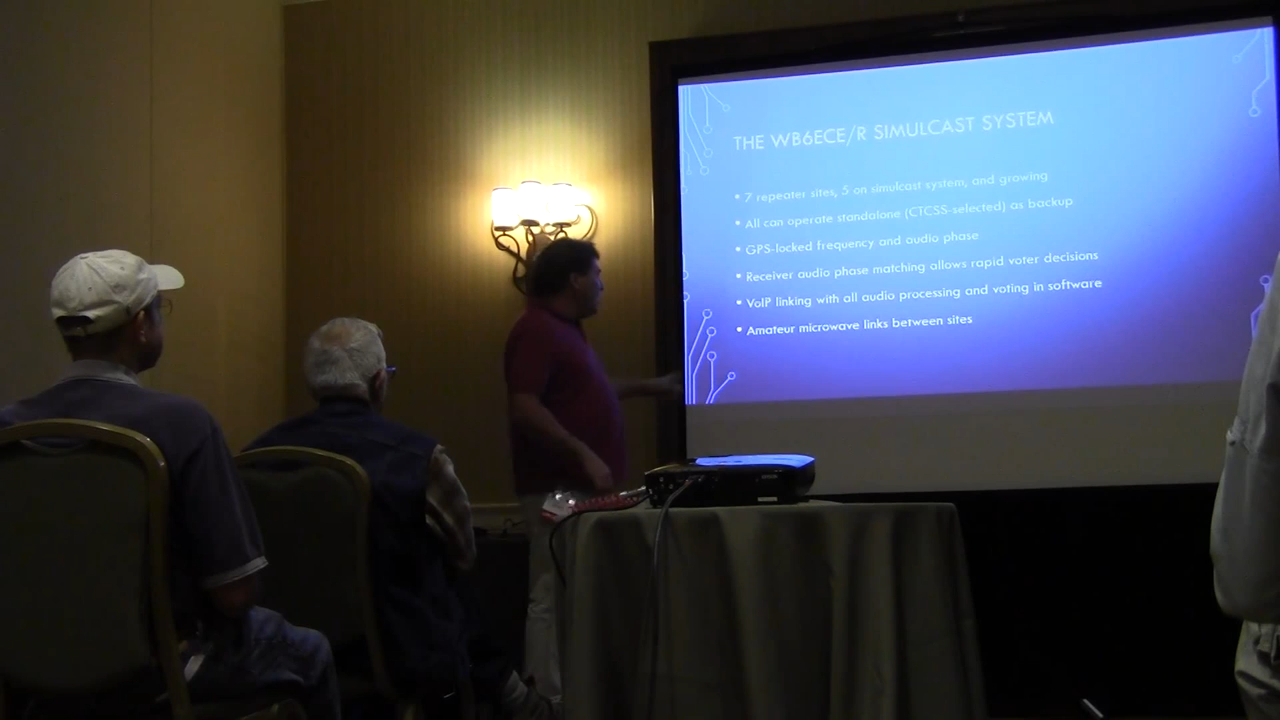 THE WB6ECE/R SIMULCAST SYSTEM
• 7 repeater sites, 5 on simulcast system, and growing
• All can operate standalone (CTCSS-selected) as backup
• GPS-locked frequency and audio phase
• Receiver audio phase matching allows rapid voter decisions
• VoIP linking with all audio processing and voting in software
• Amateur microwave links between sites